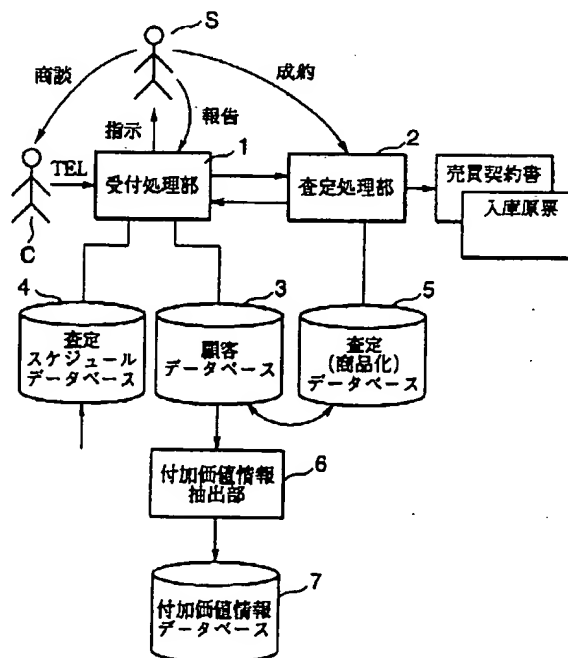 S
商談
成約
指示
報告
1
2
TEL
受付処理部
査定処理部
売買契約書
入庫原票
C
4
3
5
査定
スケジュール
データベース
顧客
データベース
査定
(商品化)
データベース
6
付加価値情報
抽出部
7
付加価値情報
データベース